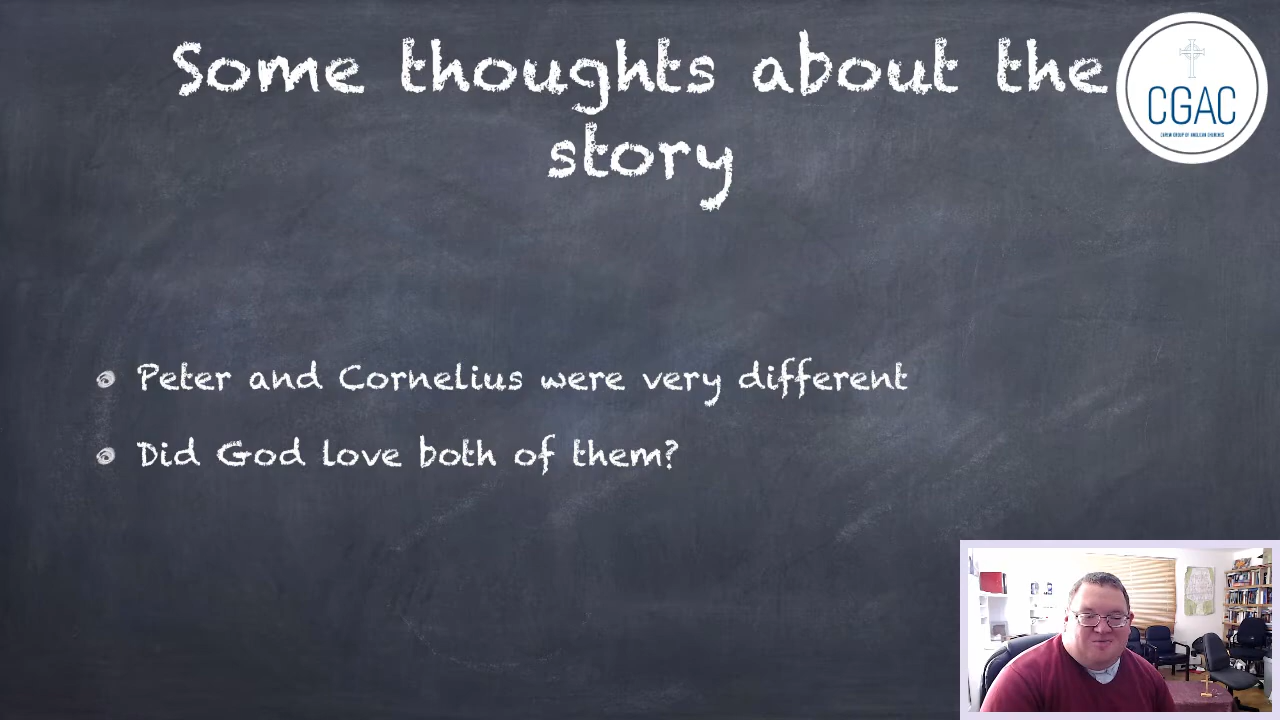 Some thoughts about the
story
CGAC
Peter and Cornelius were very different
Did God love both of them?